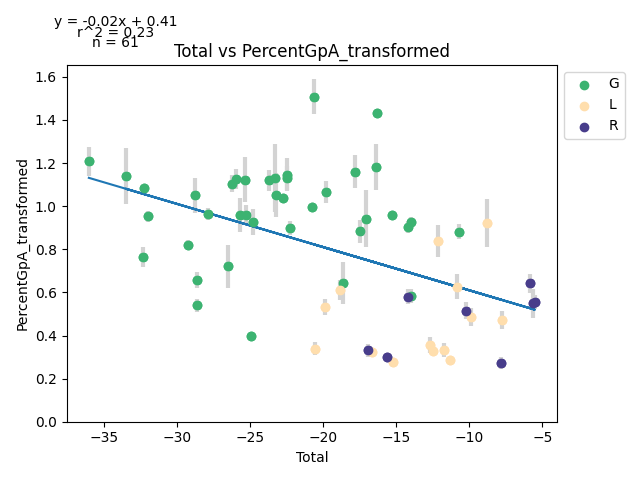 y = -0.02x + 0.41
r^2 = 0.23
n = 61
Total vs PercentGpA_transformed
PercentGpA_transformed
1.6
1.4
1.2
1.0
0.8
0.6
0.4
0.2
0.0
−35
−30
−25
−20
−15
−10
−5
Total
G
L
R